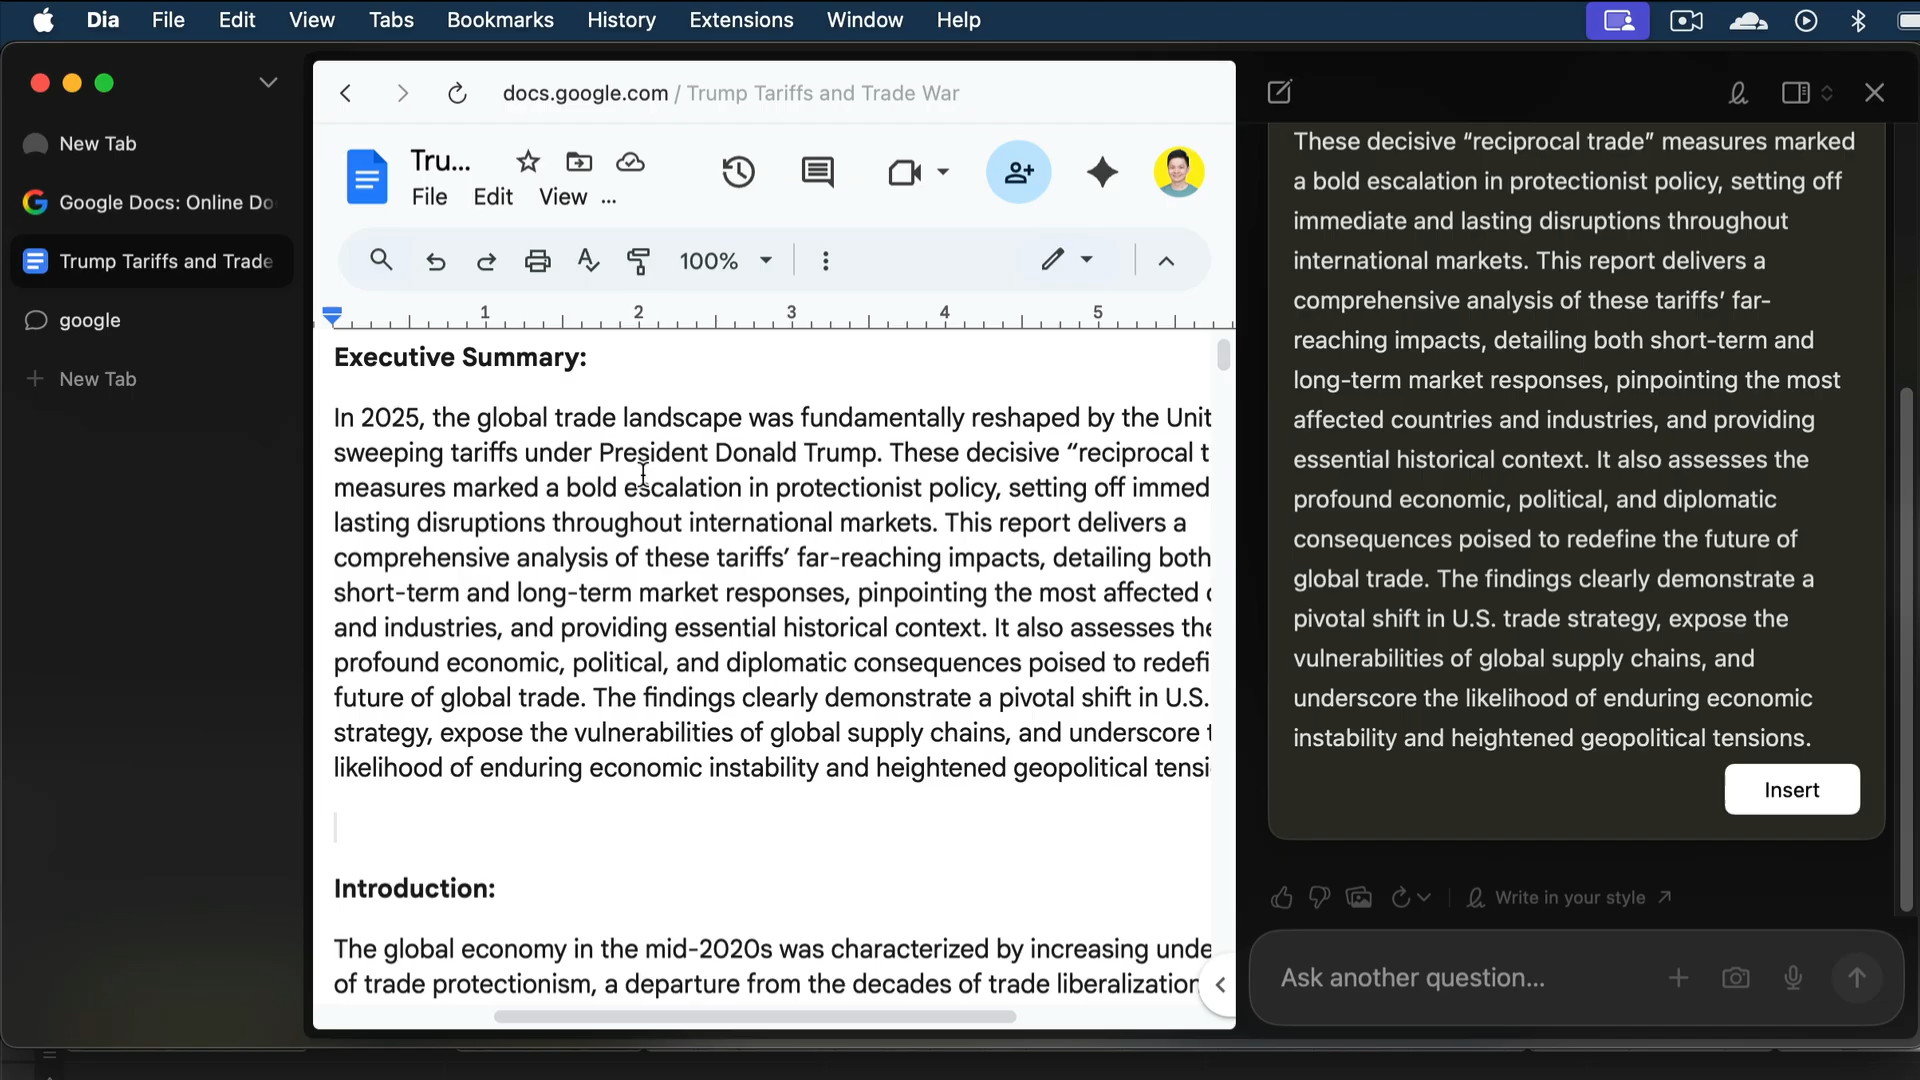 Dia File Edit View Tabs Bookmarks History Extensions Window Help
New Tab
Google Docs: Online Do
Trump Tariffs and Trade
google
New Tab
docs.google.com / Trump Tariffs and Trade War
Tru...
File Edit View ...
100%
1 2 3 4 5
Executive Summary:
In 2025, the global trade landscape was fundamentally reshaped by the Unit
sweeping tariffs under President Donald Trump. These decisive “reciprocal t
measures marked a bold escalation in protectionist policy, setting off immed
lasting disruptions throughout international markets. This report delivers a
comprehensive analysis of these tariffs’ far-reaching impacts, detailing both
short-term and long-term market responses, pinpointing the most affected
and industries, and providing essential historical context. It also assesses the
profound economic, political, and diplomatic consequences poised to redefi
future of global trade. The findings clearly demonstrate a pivotal shift in U.S.
strategy, expose the vulnerabilities of global supply chains, and underscore t
likelihood of enduring economic instability and heightened geopolitical tensi
Introduction:
The global economy in the mid-2020s was characterized by increasing unde
of trade protectionism, a departure from the decades of trade liberalization
These decisive “reciprocal trade” measures marked
a bold escalation in protectionist policy, setting off
immediate and lasting disruptions throughout
international markets. This report delivers a
comprehensive analysis of these tariffs’ far-
reaching impacts, detailing both short-term and
long-term market responses, pinpointing the most
affected countries and industries, and providing
essential historical context. It also assesses the
profound economic, political, and diplomatic
consequences poised to redefine the future of
global trade. The findings clearly demonstrate a
pivotal shift in U.S. trade strategy, expose the
vulnerabilities of global supply chains, and
underscore the likelihood of enduring economic
instability and heightened geopolitical tensions.
Insert
Write in your style
Ask another question...